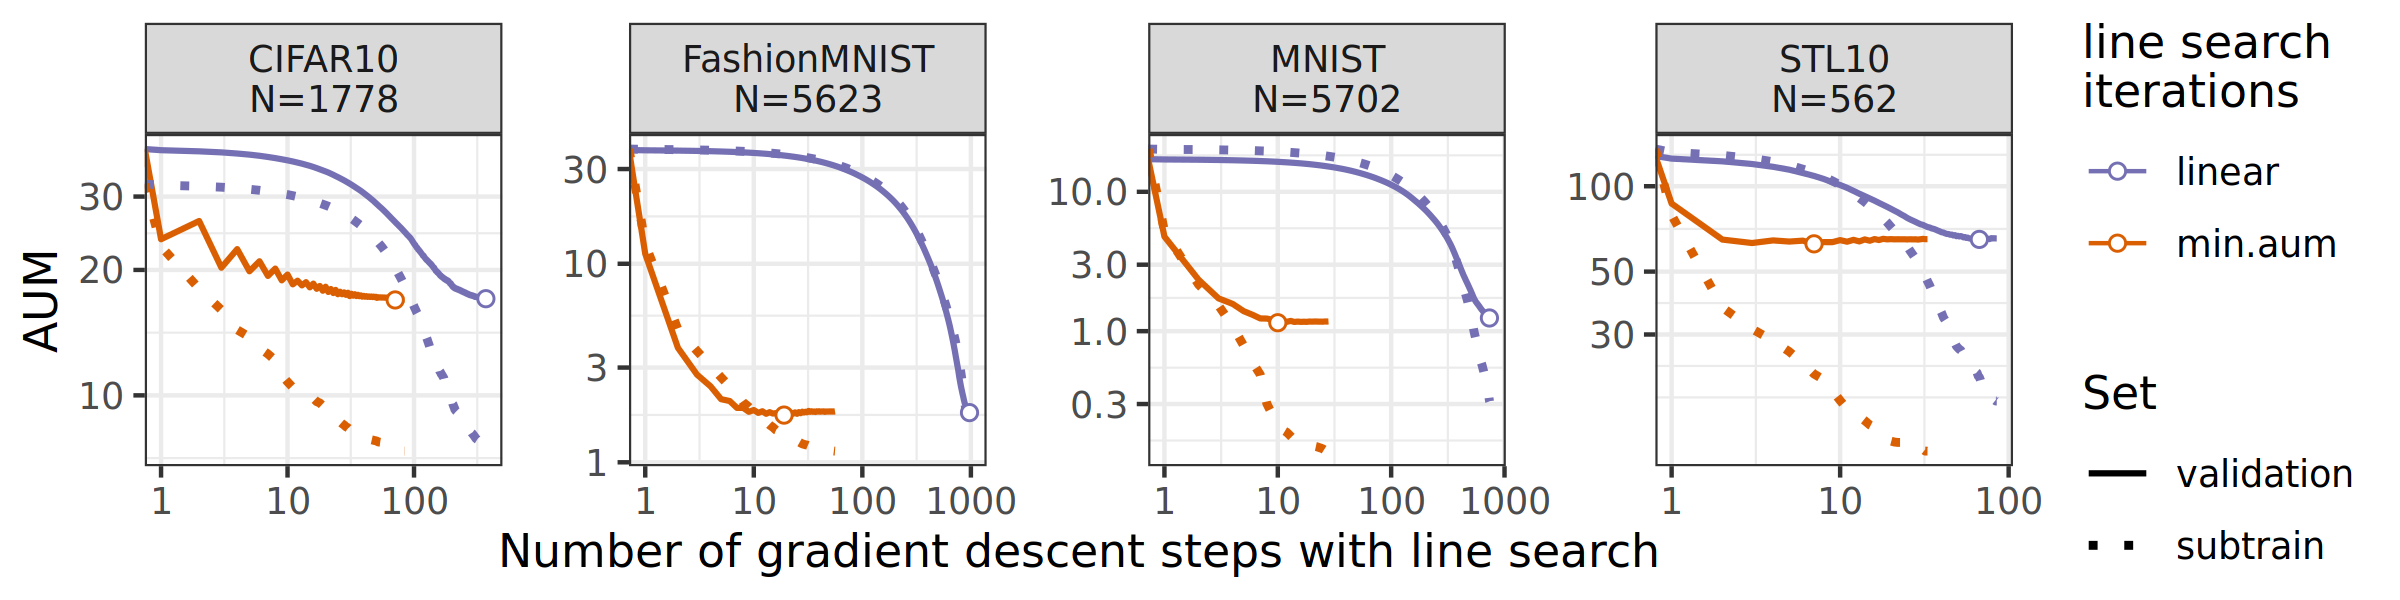 CIFAR10
N=1778
FashionMNIST
N=5623
MNIST
N=5702
STL10
N=562
AUM
30
20
10
1
10
100
30
10
3
1
1
10
100
1000
10.0
3.0
1.0
0.3
1
10
100
1000
100
50
30
1
10
100
Number of gradient descent steps with line search
line search
iterations
linear
min.aum
Set
validation
subtrain